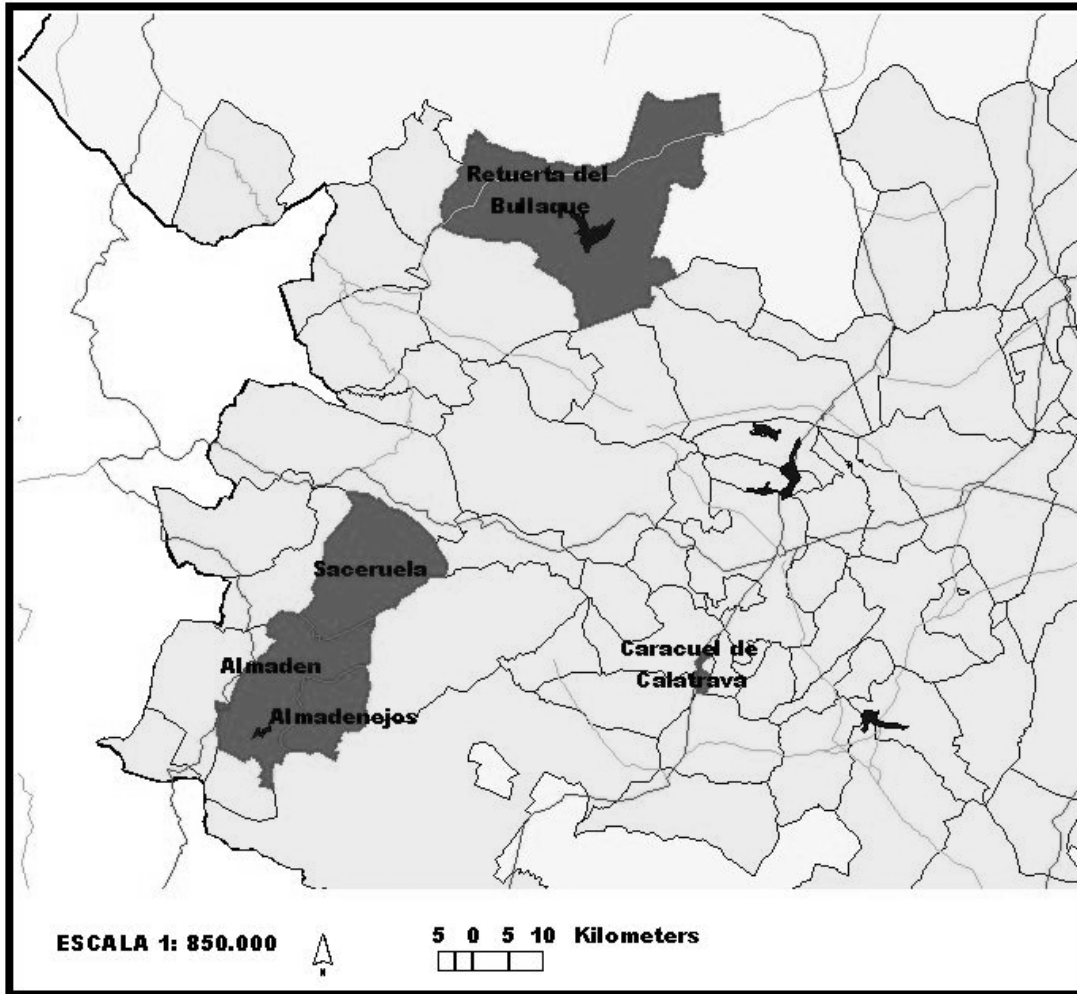 Retuerta del
Bullaque
Saceruela
Almaden
Almadenejos
Caracuel de
Calatrava
ESCALA 1: 850.000
N
5 0 5 10 Kilometers